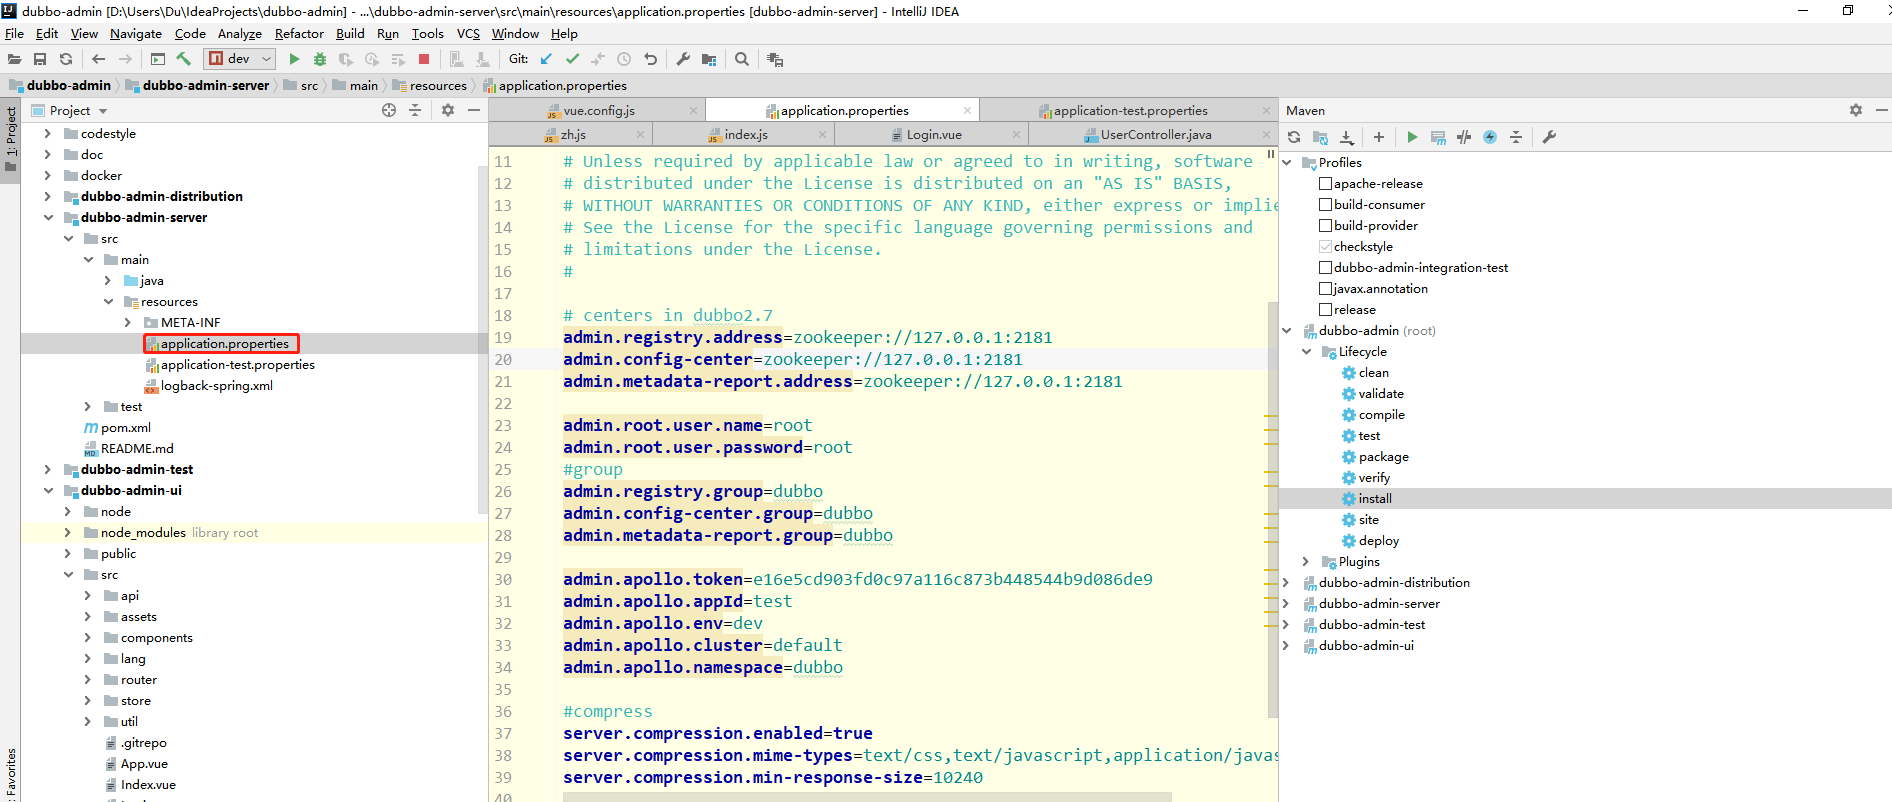 dubbo-admin [D:\Users\Du\IdeaProjects\dubbo-admin] - ...\dubbo-admin-server\src\main\resources\application.properties [dubbo-admin-server] - IntelliJ IDEA
File Edit View Navigate Code Analyze Refactor Build Run Tools VCS Window Help
dev Git:
dubbo-admin dubbo-admin-server src main resources application.properties
1: Project
Project
codestyle
doc
docker
dubbo-admin-distribution
dubbo-admin-server
src
main
java
resources
META-INF
application.properties
application-test.properties
logback-spring.xml
test
pom.xml
README.md
dubbo-admin-test
dubbo-admin-ui
node
node_modules library root
public
src
api
assets
components
lang
router
store
util
.gitrepo
App.vue
Index.vue
Favorites
vue.config.js application.properties application-test.properties
zh.js index.js Login.vue UserController.java
11 # Unless required by applicable law or agreed to in writing, software
12 # distributed under the License is distributed on an "AS IS" BASIS,
13 # WITHOUT WARRANTIES OR CONDITIONS OF ANY KIND, either express or implie
14 # See the License for the specific language governing permissions and
15 # limitations under the License.
16 #
17
18 # centers in dubbo2.7
19 admin.registry.address=zookeeper://127.0.0.1:2181
20 admin.config-center=zookeeper://127.0.0.1:2181
21 admin.metadata-report.address=zookeeper://127.0.0.1:2181
22
23 admin.root.user.name=root
24 admin.root.user.password=root
25 #group
26 admin.registry.group=dubbo
27 admin.config-center.group=dubbo
28 admin.metadata-report.group=dubbo
29
30 admin.apollo.token=e16e5cd903fd0c97a116c873b448544b9d086de9
31 admin.apollo.appId=test
32 admin.apollo.env=dev
33 admin.apollo.cluster=default
34 admin.apollo.namespace=dubbo
35
36 #compress
37 server.compression.enabled=true
38 server.compression.mime-types=text/css,text/javascript,application/javas
39 server.compression.min-response-size=10240
40
Maven
Profiles
apache-release
build-consumer
build-provider
checkstyle
dubbo-admin-integration-test
javax.annotation
release
dubbo-admin (root)
Lifecycle
clean
validate
compile
test
package
verify
install
site
deploy
Plugins
dubbo-admin-distribution
dubbo-admin-server
dubbo-admin-test
dubbo-admin-ui